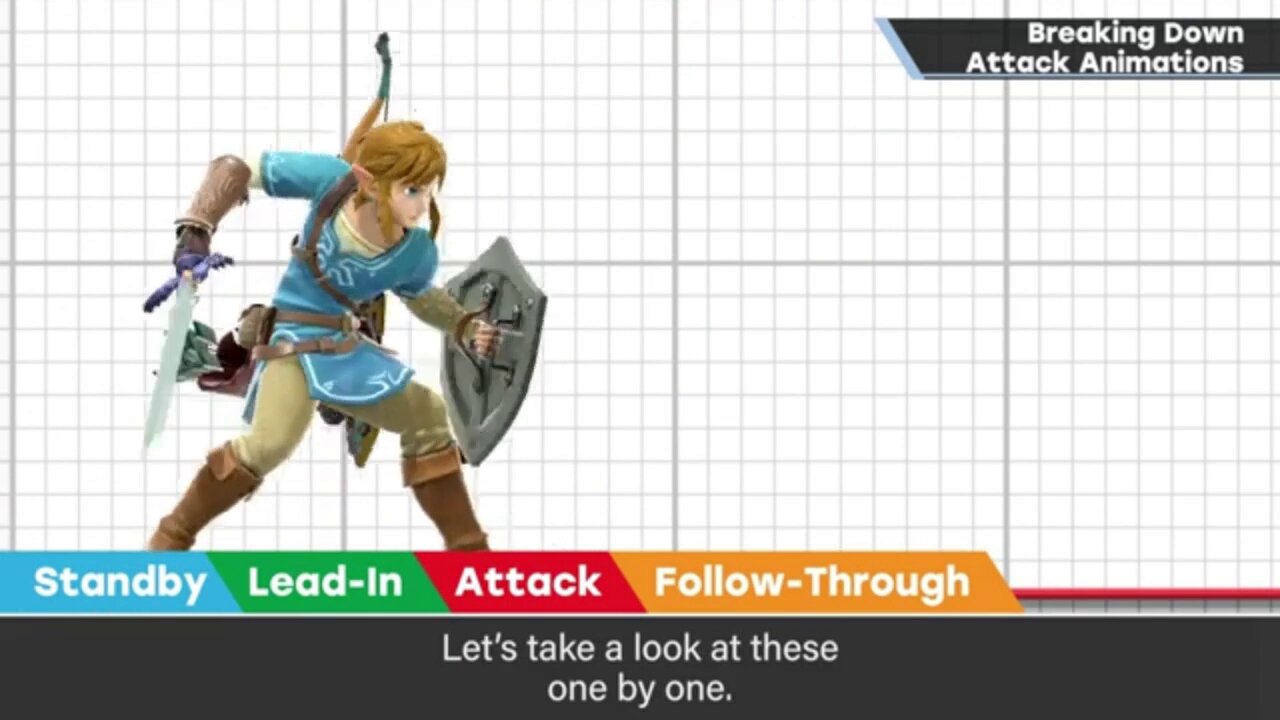 Breaking Down
Attack Animations
Standby Lead-In Attack Follow-Through
Let's take a look at these
one by one.